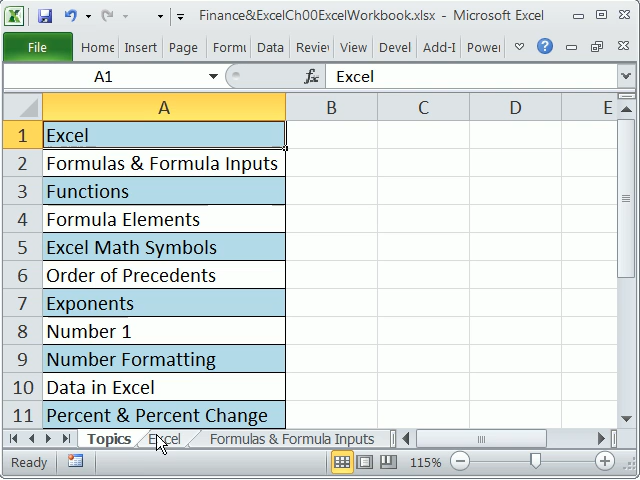 Finance&ExcelCh00ExcelWorkbook.xlsx - Microsoft Excel
File Home Insert Page Formu Data Review View Devel Add-I Power
A1 fx Excel
A B C D E
1 Excel
2 Formulas & Formula Inputs
3 Functions
4 Formula Elements
5 Excel Math Symbols
6 Order of Precedents
7 Exponents
8 Number 1
9 Number Formatting
10 Data in Excel
11 Percent & Percent Change
Topics Excel Formulas & Formula Inputs
Ready 115%